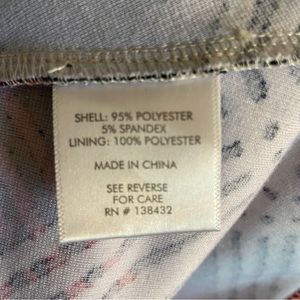 SHELL: 95% POLYESTER
5% SPANDEX
LINING: 100% POLYESTER
MADE IN CHINA
SEE REVERSE
FOR CARE
RN # 138432